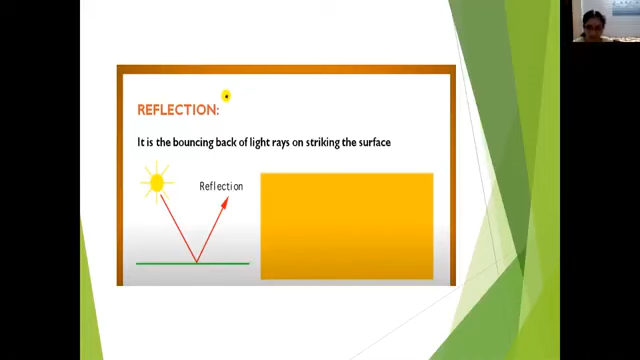 REFLECTION:
It is the bouncing back of light rays on striking the surface
Reflection